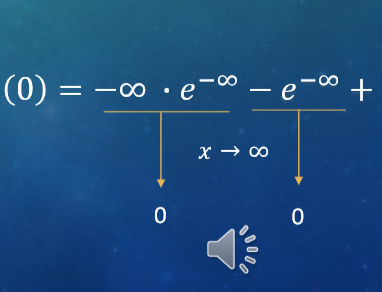 (0) = −∞ · e^{−∞} − e^{−∞} +
x → ∞
0 0